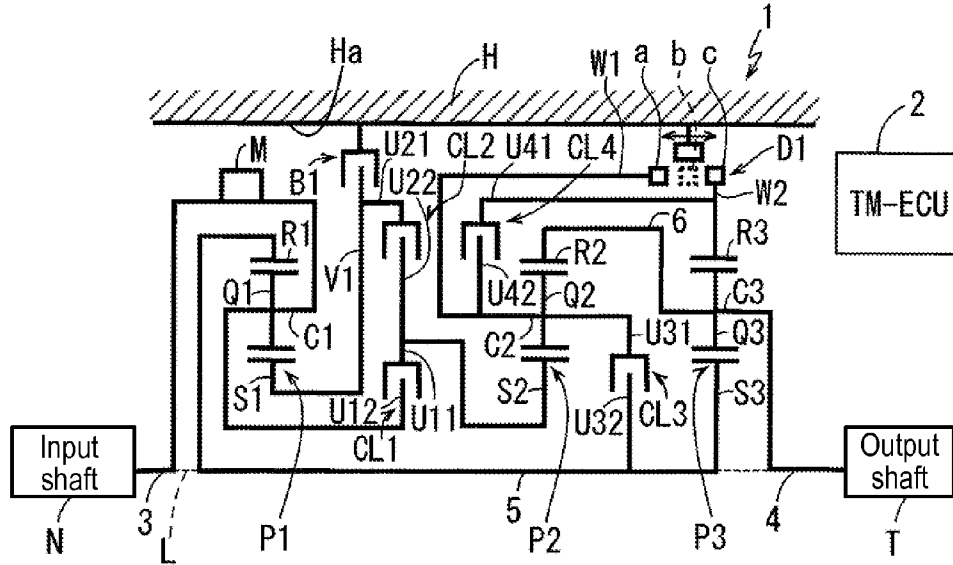 1
Ha
H
W1
a
b
c
2
M
B1
U21
CL2
U41
CL4
D1
U22
W2
TM-ECU
6
R1
R2
R3
Q1
V1
U42
Q2
C3
C1
C2
U31
Q3
S1
U12
U11
S2
U32
CL3
S3
CL1
Input
shaft
Output
shaft
N
3
L
P1
5
P2
P3
4
T